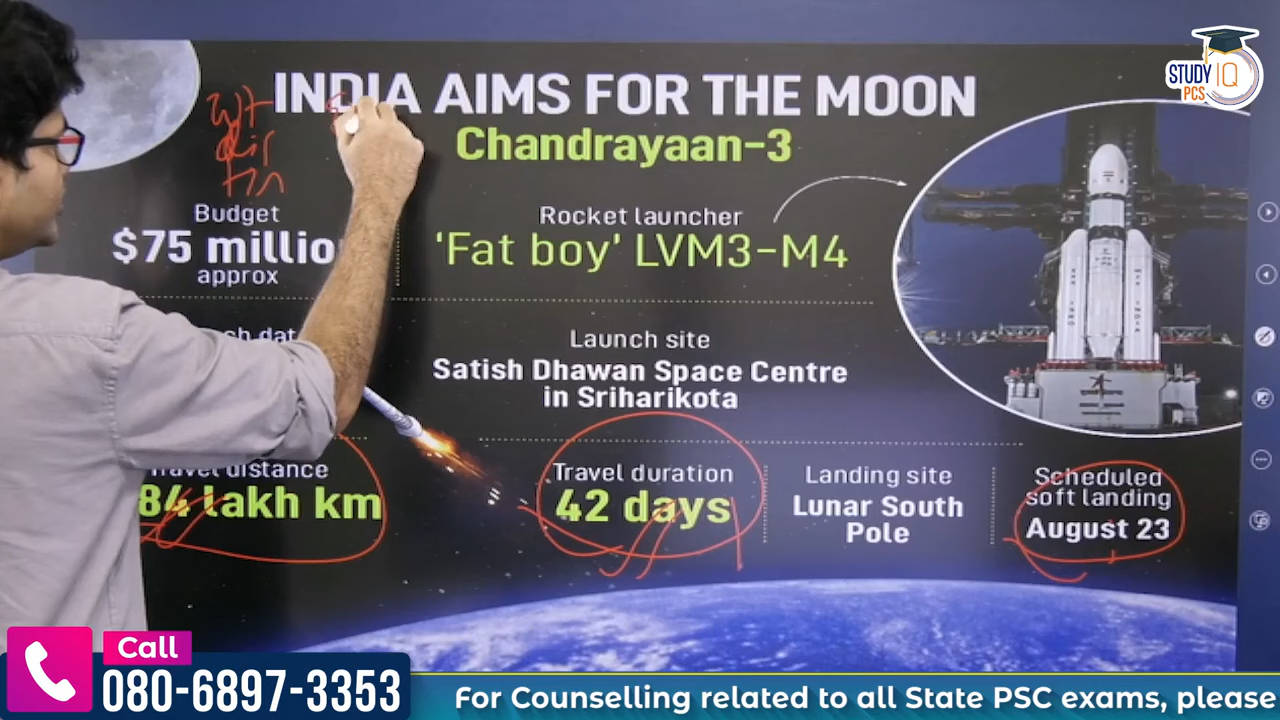 STUDY IQ
PCS
INDIA AIMS FOR THE MOON
Chandrayaan-3
Budget
$75 millio
approx
Rocket launcher
'Fat boy' LVM3-M4
Launch site
Satish Dhawan Space Centre
in Sriharikota
distance
84 lakh km
Travel duration
42 days
Landing site
Lunar South
Pole
Scheduled
soft landing
August 23
Call
080-6897-3353
For Counselling related to all State PSC exams, please